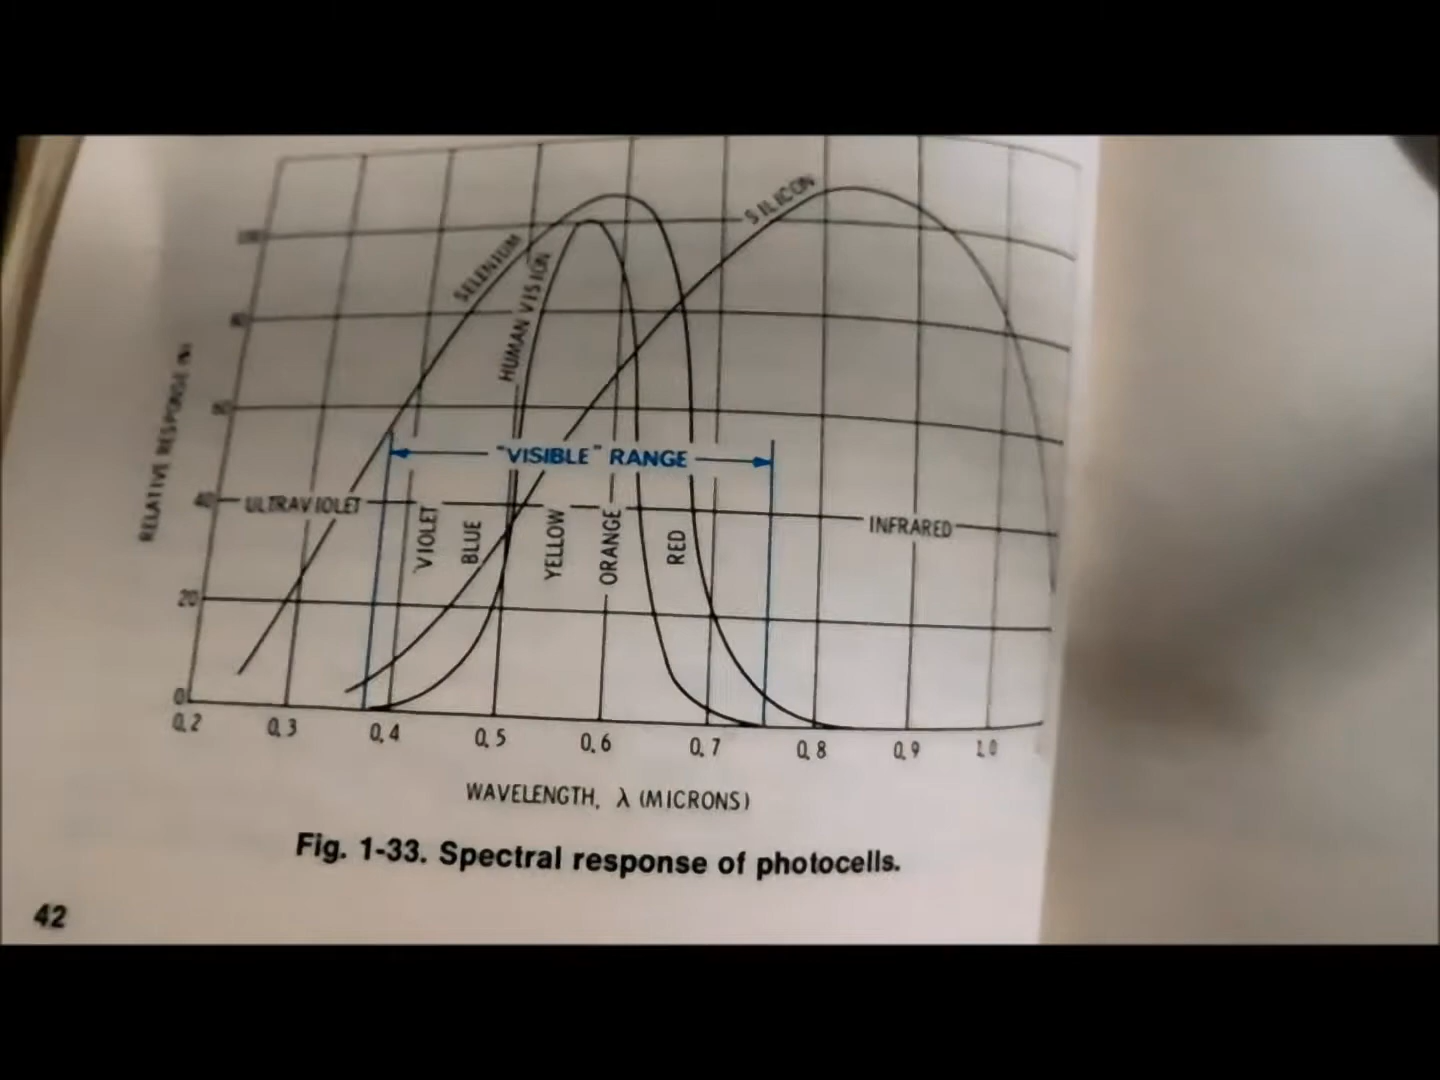 SELENIUM
HUMAN VISION
SILICON
100
80
60
40
20
0
RELATIVE RESPONSE (%)
"VISIBLE" RANGE
ULTRAVIOLET
VIOLET
BLUE
YELLOW
ORANGE
RED
INFRARED
0.2 0.3 0.4 0.5 0.6 0.7 0.8 0.9 1.0
WAVELENGTH, λ (MICRONS)
Fig. 1-33. Spectral response of photocells.
42